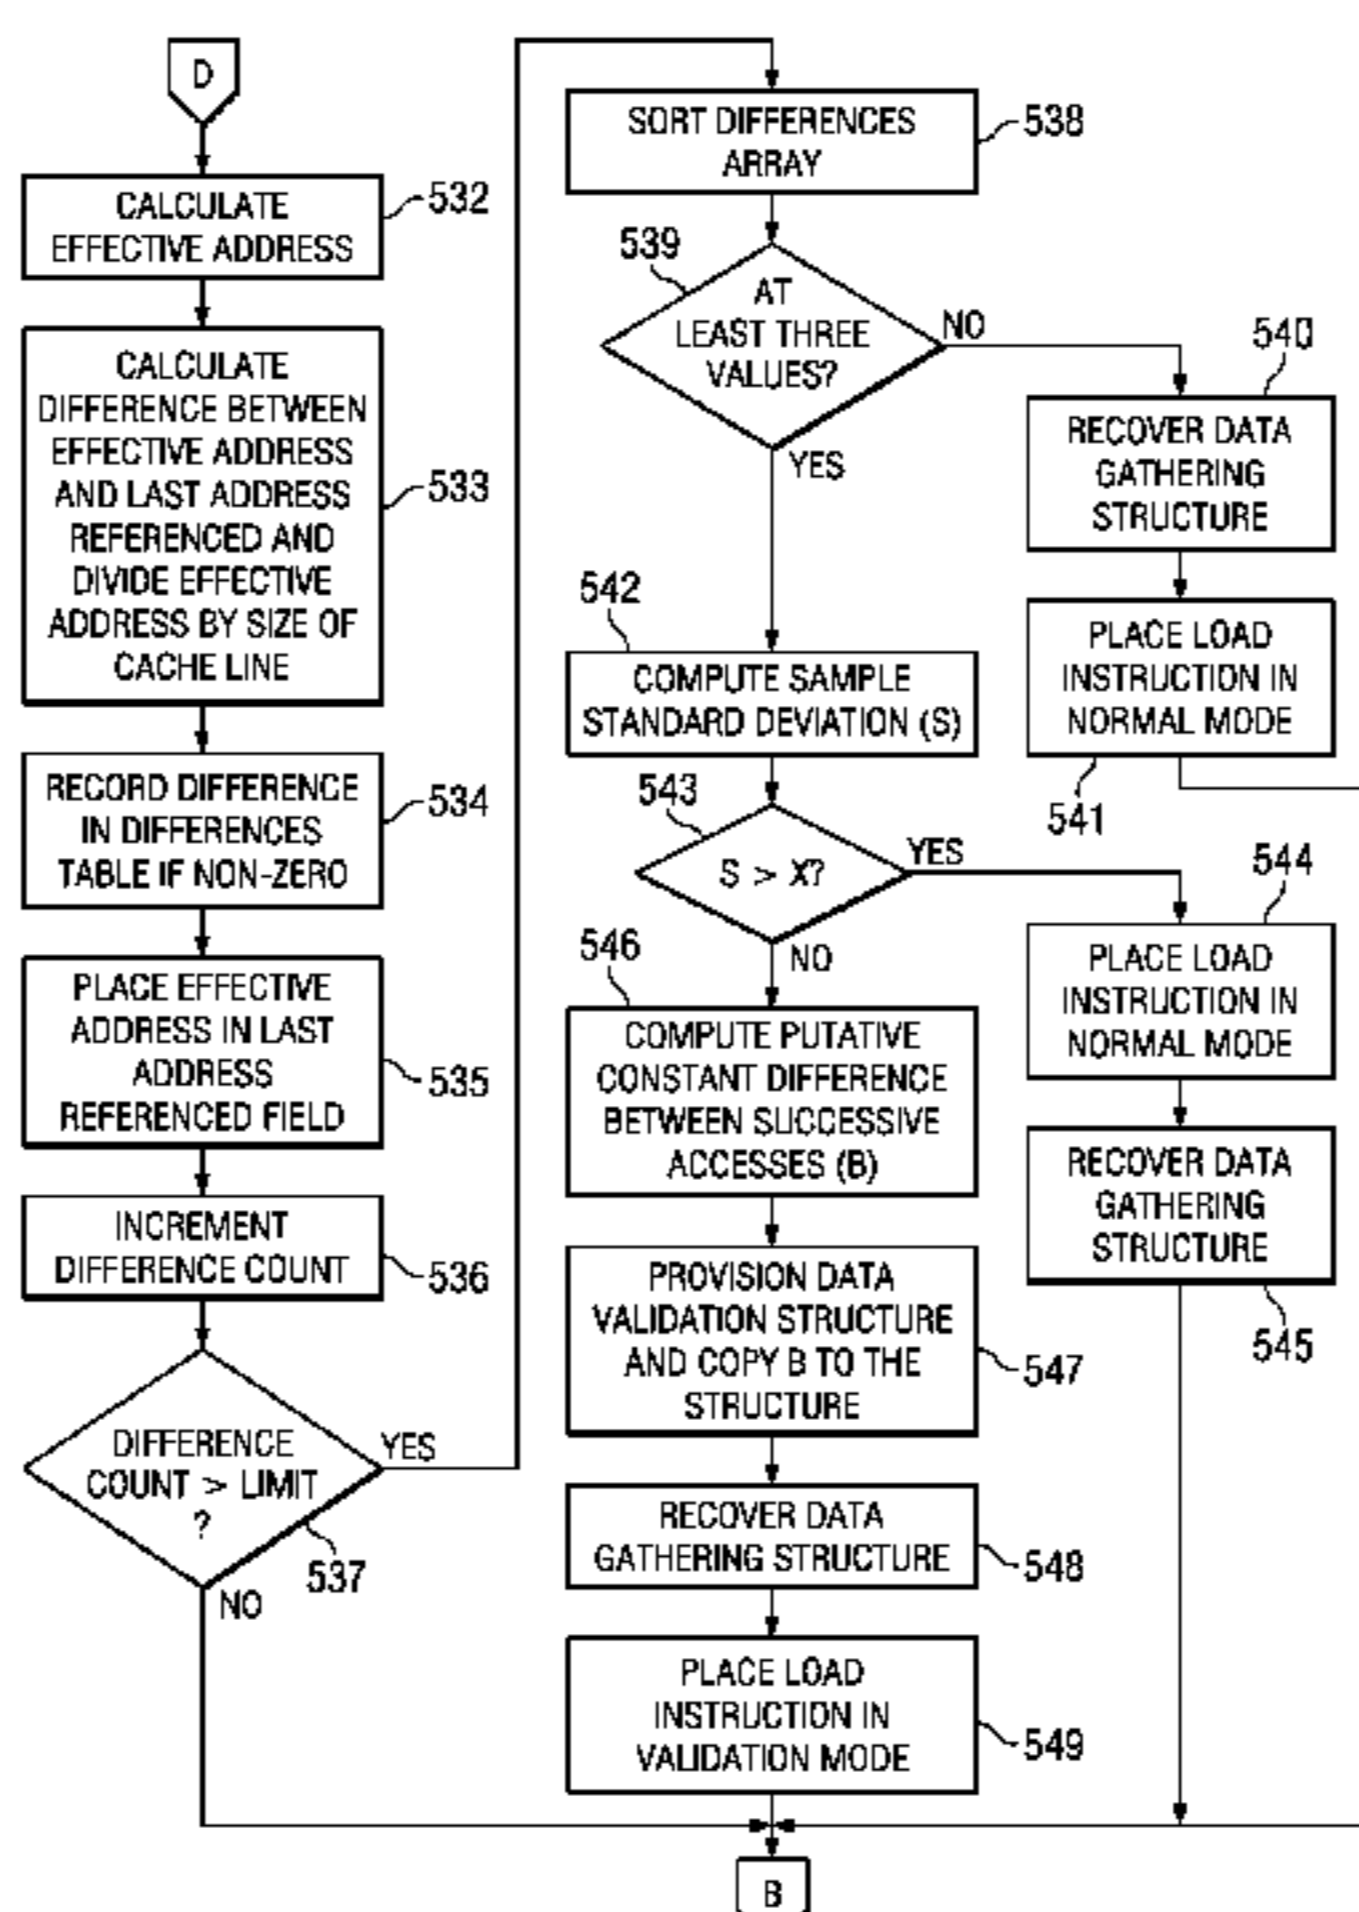 D
CALCULATE
EFFECTIVE ADDRESS
532
CALCULATE
DIFFERENCE BETWEEN
EFFECTIVE ADDRESS
AND LAST ADDRESS
REFERENCED AND
DIVIDE EFFECTIVE
ADDRESS BY SIZE OF
CACHE LINE
533
RECORD DIFFERENCE
IN DIFFERENCES
TABLE IF NON-ZERO
534
PLACE EFFECTIVE
ADDRESS IN LAST
ADDRESS
REFERENCED FIELD
535
INCREMENT
DIFFERENCE COUNT
536
DIFFERENCE
COUNT > LIMIT
?
537
YES
NO
SORT DIFFERENCES
ARRAY
538
539
AT
LEAST THREE
VALUES?
NO
YES
540
RECOVER DATA
GATHERING
STRUCTURE
PLACE LOAD
INSTRUCTION IN
NORMAL MODE
541
542
COMPUTE SAMPLE
STANDARD DEVIATION (S)
543
S > X?
YES
NO
544
PLACE LOAD
INSTRUCTION IN
NORMAL MODE
RECOVER DATA
GATHERING
STRUCTURE
545
546
COMPUTE PUTATIVE
CONSTANT DIFFERENCE
BETWEEN SUCCESSIVE
ACCESSES (B)
PROVISION DATA
VALIDATION STRUCTURE
AND COPY B TO THE
STRUCTURE
547
RECOVER DATA
GATHERING STRUCTURE
548
PLACE LOAD
INSTRUCTION IN
VALIDATION MODE
549
B